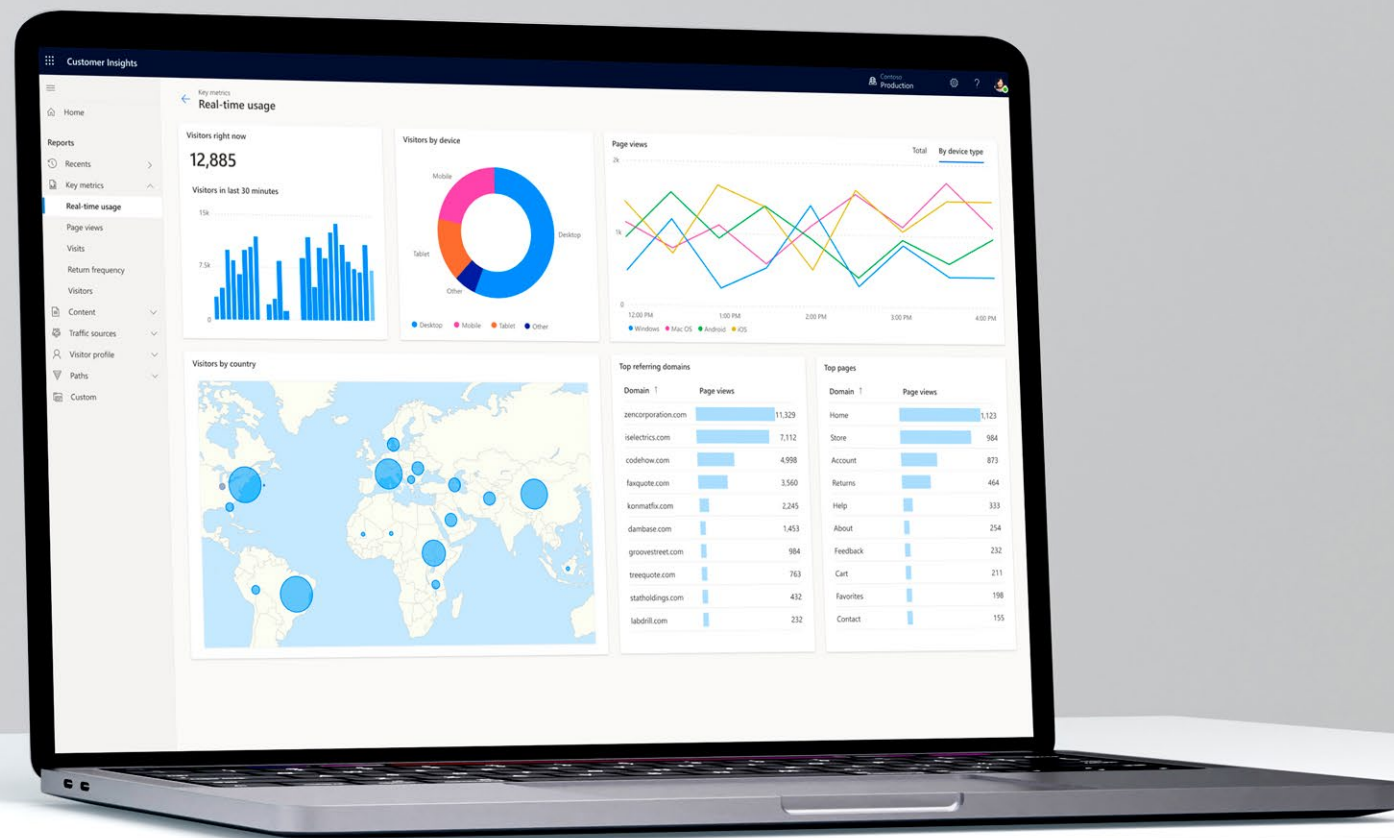 Customer Insights
Contoso
Production
?
Home
Reports
Recents
Key metrics
Real-time usage
Page views
Visits
Return frequency
Visitors
Content
Traffic sources
Visitor profile
Paths
Custom
Key metrics
Real-time usage
Visitors right now
12,885
Visitors in last 30 minutes
15k
7.5k
0
Visitors by device
Mobile
Desktop
Tablet
Other
Desktop Mobile Tablet Other
Page views
Total By device type
2k
1k
0
12:00 PM 1:00 PM 2:00 PM 3:00 PM 4:00 PM
Windows Mac OS Android iOS
Visitors by country
Top referring domains
Domain ↑ Page views
zencorporation.com 11,329
iselectrics.com 7,112
codehow.com 4,998
faxquote.com 3,560
konmatfix.com 2,245
dambase.com 1,453
groovestreet.com 984
treequote.com 763
statholdings.com 432
labdrill.com 232
Top pages
Domain ↑ Page views
Home 1,123
Store 984
Account 873
Returns 464
Help 333
About 254
Feedback 232
Cart 211
Favorites 198
Contact 155